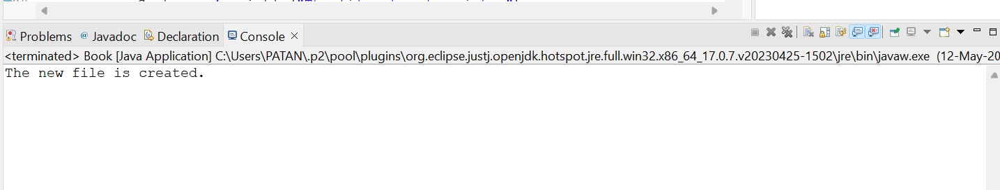 Problems @ Javadoc Declaration Console
<terminated> Book [Java Application] C:\Users\PATAN\.p2\pool\plugins\org.eclipse.justj.openjdk.hotspot.jre.full.win32.x86_64_17.0.7.v20230425-1502\jre\bin\javaw.exe (12-May-20
The new file is created.